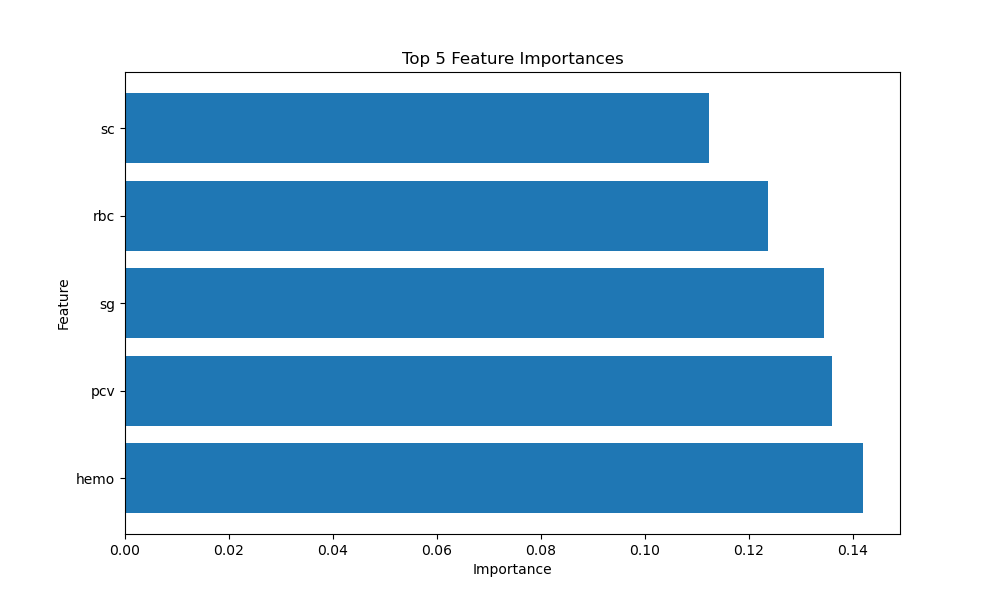 Top 5 Feature Importances
sc
rbc
sg
pcv
hemo
Feature
0.00 0.02 0.04 0.06 0.08 0.10 0.12 0.14
Importance